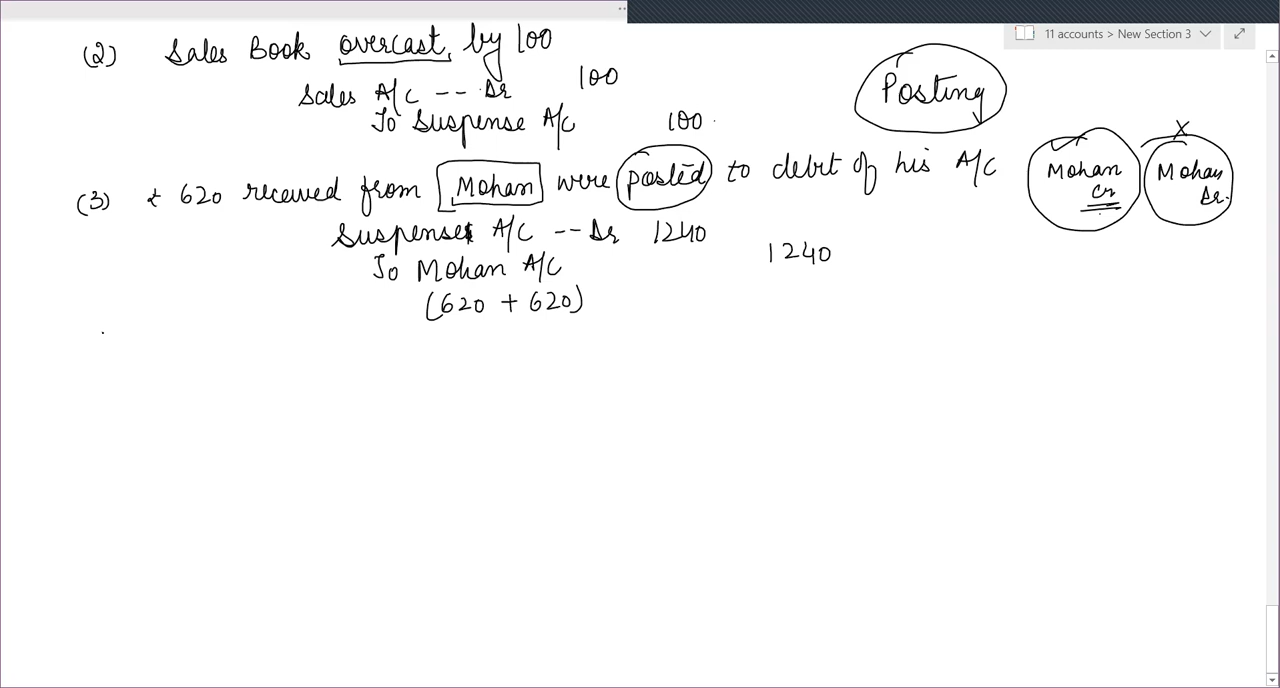 11 accounts > New Section 3
(2) Sales Book overcast by 100
Sales A/c -- Dr 100
To Suspense A/c 100
Posting
(3) ₹ 620 received from Mohan were posted to debit of his A/c
Mohan Cr
X
Mohan Dr.
Suspense A/c -- Dr 1240
To Mohan A/c 1240
(620 + 620)